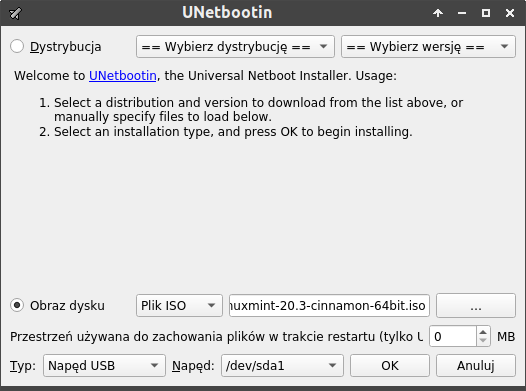 UNetbootin
Dystrybucja == Wybierz dystrybucję == == Wybierz wersję ==
Welcome to UNetbootin, the Universal Netboot Installer. Usage:
1. Select a distribution and version to download from the list above, or
manually specify files to load below.
2. Select an installation type, and press OK to begin installing.
Obraz dysku Plik ISO nuxmint-20.3-cinnamon-64bit.iso ...
Przestrzeń używana do zachowania plików w trakcie restartu (tylko U 0 MB
Typ: Napęd USB Napęd: /dev/sda1 OK Anuluj